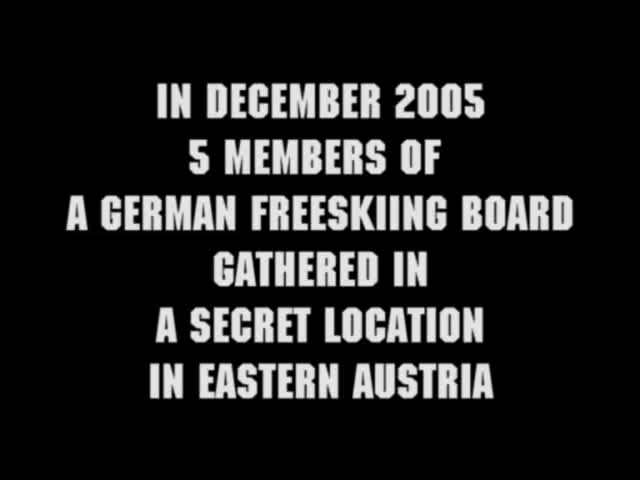 IN DECEMBER 2005
5 MEMBERS OF
A GERMAN FREESKIING BOARD
GATHERED IN
A SECRET LOCATION
IN EASTERN AUSTRIA